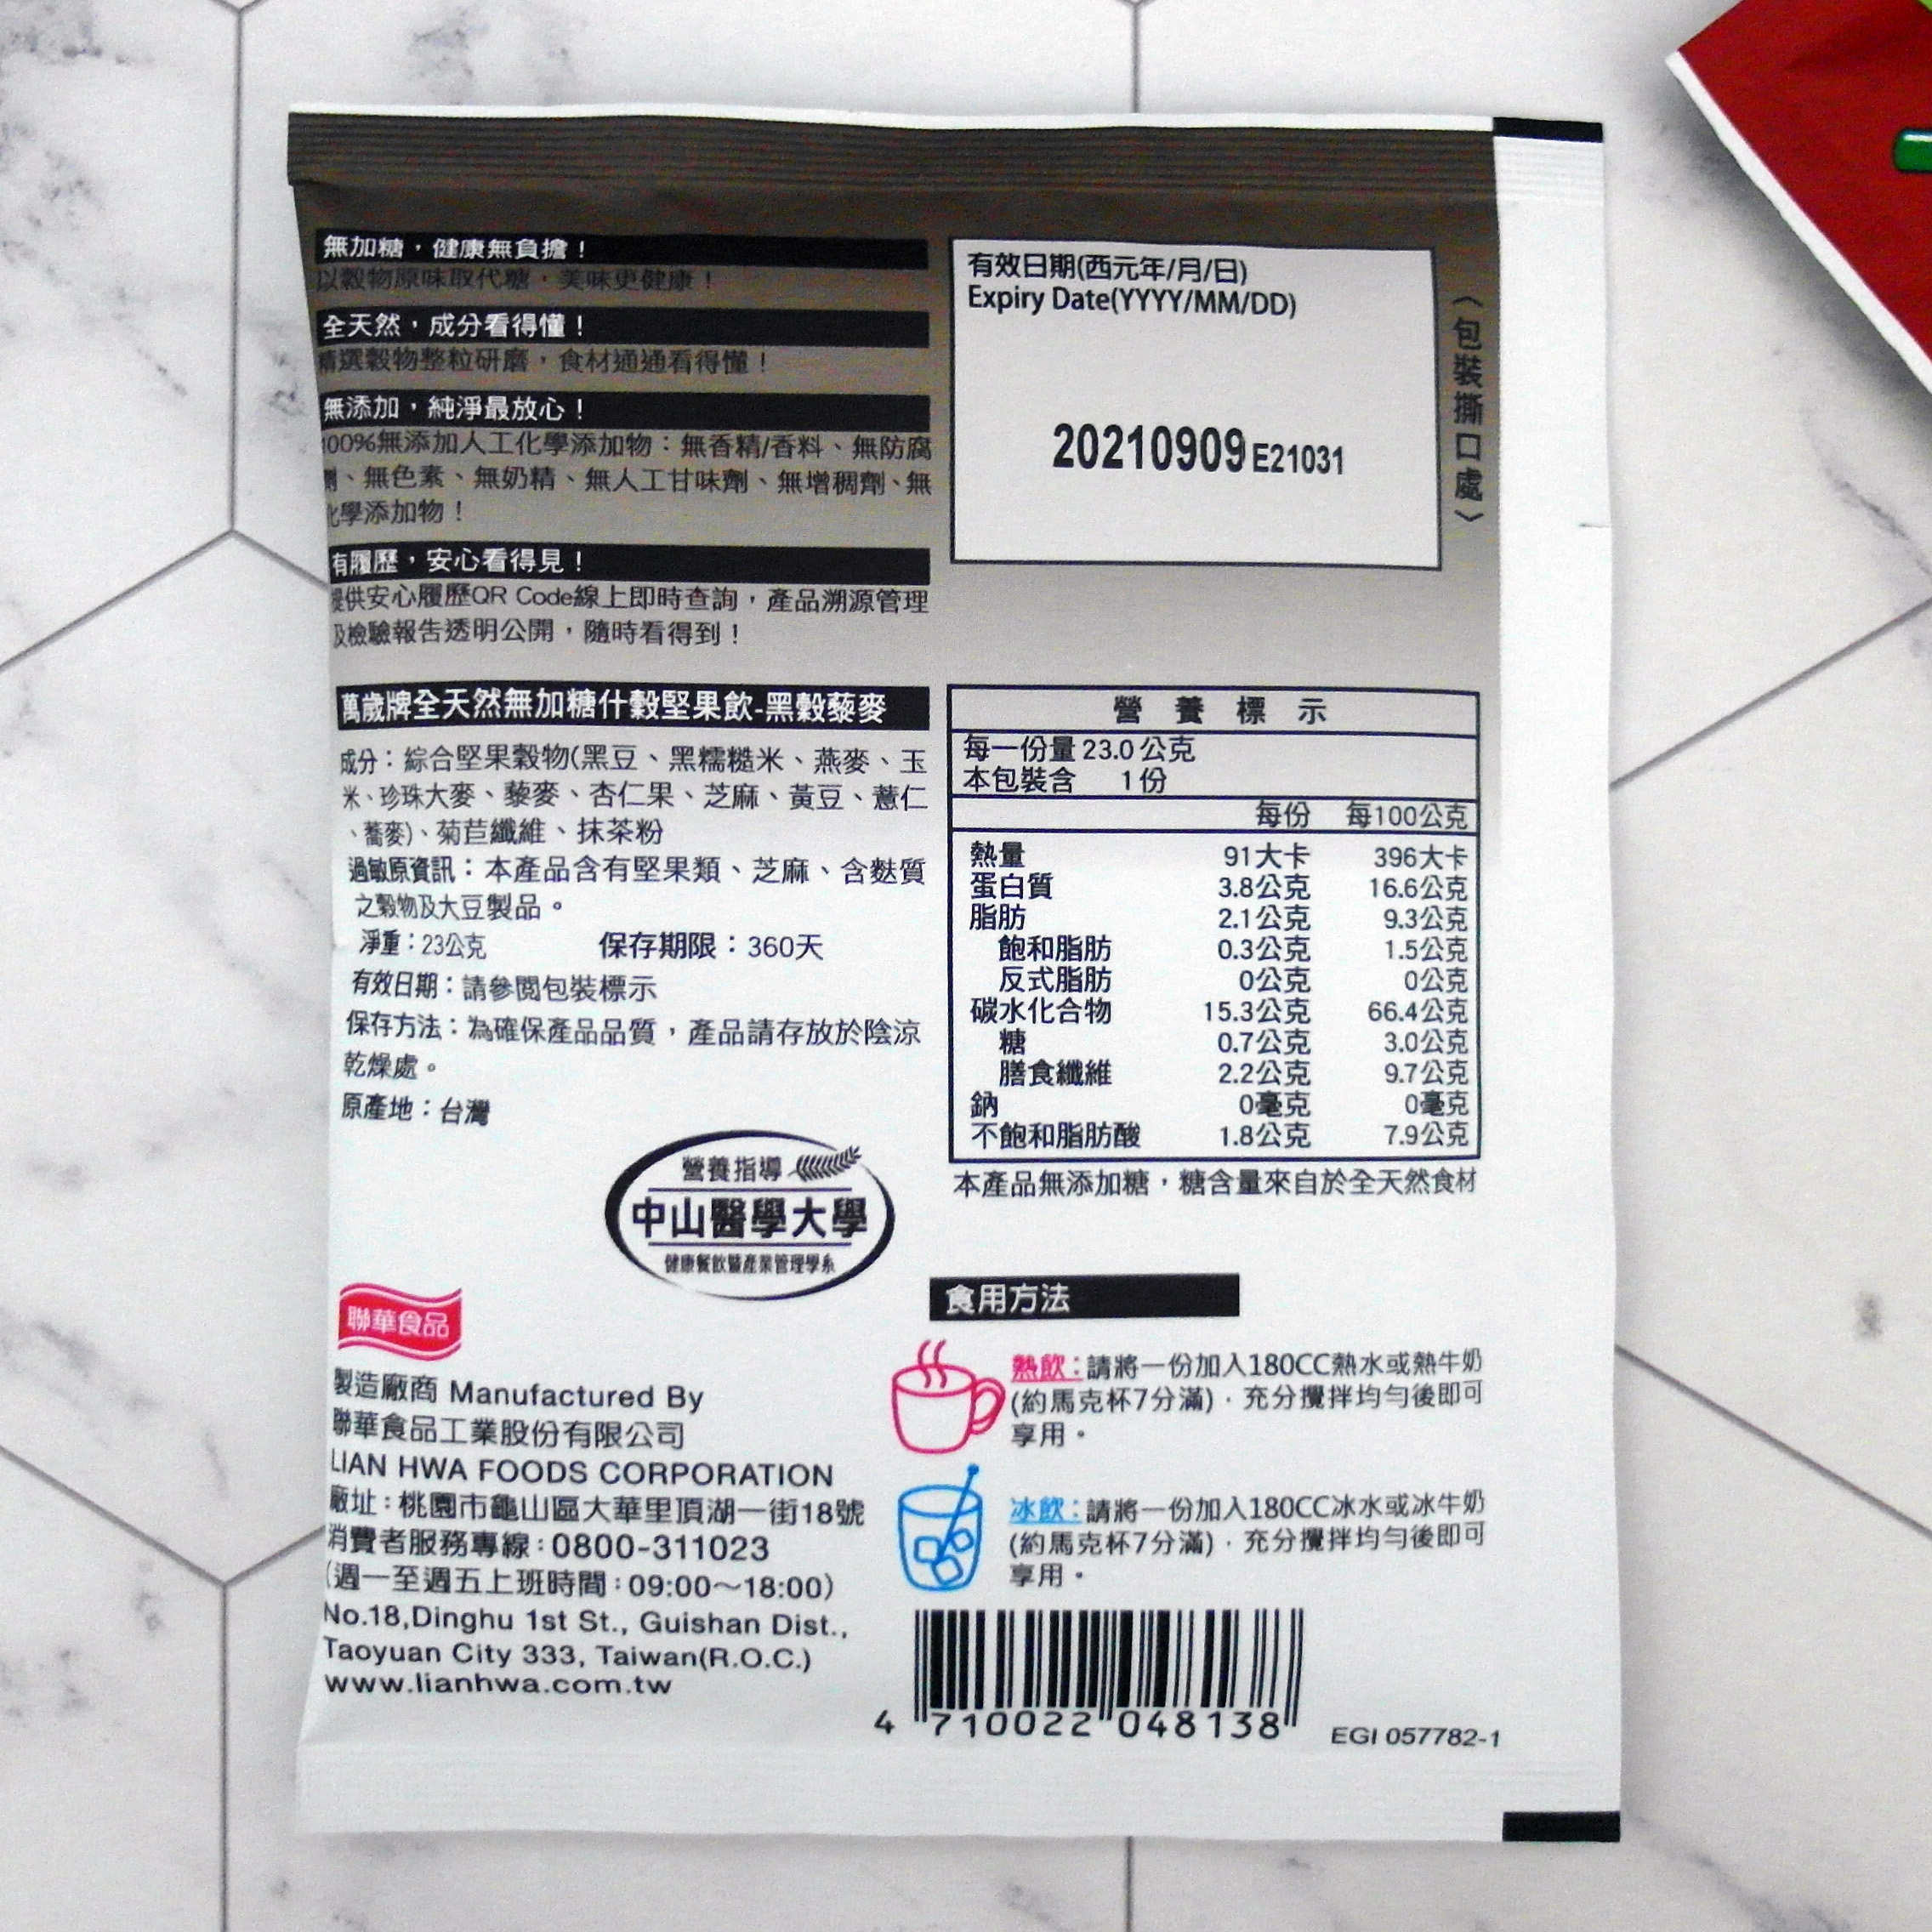 無加糖，健康無負擔！
以穀物原味取代糖，美味更健康！
全天然，成分看得懂！
精選穀物整粒研磨，食材通通看得懂！
無添加，純淨最放心！
100%無添加人工化學添加物：無香精/香料、無防腐
劑、無色素、無奶精、無人工甘味劑、無增稠劑、無
化學添加物！
有履歷，安心看得見！
提供安心履歷QR Code線上即時查詢，產品溯源管理
及檢驗報告透明公開，隨時看得到！
有效日期(西元年/月/日)
Expiry Date(YYYY/MM/DD)
20210909 E21031
〈包裝撕口處〉
萬歲牌全天然無加糖什穀堅果飲-黑穀藜麥
成分：綜合堅果穀物(黑豆、黑糯糙米、燕麥、玉
米、珍珠大麥、藜麥、杏仁果、芝麻、黃豆、薏仁
、蕎麥)、菊苣纖維、抹茶粉
過敏原資訊：本產品含有堅果類、芝麻、含麩質
之穀物及大豆製品。
淨重：23公克 保存期限：360天
有效日期：請參閱包裝標示
保存方法：為確保產品品質，產品請存放於陰涼
乾燥處。
原產地：台灣
營養標示
每一份量 23.0 公克
本包裝含 1 份
每份 每100公克
熱量 91大卡 396大卡
蛋白質 3.8公克 16.6公克
脂肪 2.1公克 9.3公克
飽和脂肪 0.3公克 1.5公克
反式脂肪 0公克 0公克
碳水化合物 15.3公克 66.4公克
糖 0.7公克 3.0公克
膳食纖維 2.2公克 9.7公克
鈉 0毫克 0毫克
不飽和脂肪酸 1.8公克 7.9公克
本產品無添加糖，糖含量來自於全天然食材
營養指導
中山醫學大學
健康餐飲暨產業管理學系
聯華食品
製造廠商 Manufactured By
聯華食品工業股份有限公司
LIAN HWA FOODS CORPORATION
廠址：桃園市龜山區大華里頂湖一街18號
消費者服務專線：0800-311023
(週一至週五上班時間：09:00～18:00)
No.18,Dinghu 1st St., Guishan Dist.,
Taoyuan City 333, Taiwan(R.O.C.)
www.lianhwa.com.tw
食用方法
熱飲：請將一份加入180CC熱水或熱牛奶
(約馬克杯7分滿)，充分攪拌均勻後即可
享用。
冰飲：請將一份加入180CC冰水或冰牛奶
(約馬克杯7分滿)，充分攪拌均勻後即可
享用。
4 710022 048138
EGI 057782-1